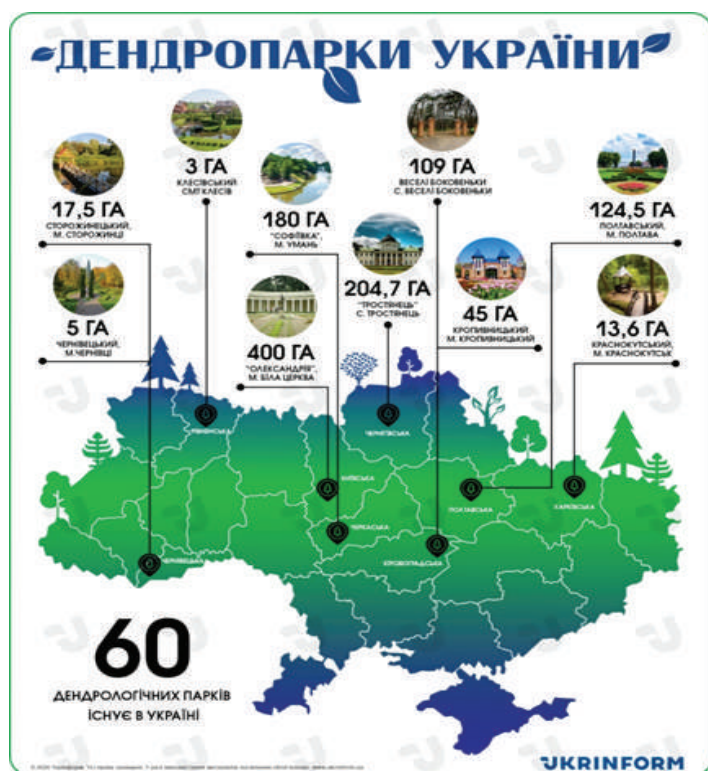 ДЕНДРОПАРКИ УКРАЇНИ
17,5 ГА
СТОРОЖИНЕЦЬКИЙ,
М. СТОРОЖИНЦІ
3 ГА
КЛЕСІВСЬКИЙ
СМТ КЛЕСІВ
180 ГА
"СОФІЇВКА",
М. УМАНЬ
109 ГА
ВЕСЕЛІ БОКОВЕНЬКИ
С. ВЕСЕЛІ БОКОВЕНЬКИ
124,5 ГА
ПОЛТАВСЬКИЙ,
М. ПОЛТАВА
5 ГА
ЧЕРНІВЕЦЬКИЙ,
М.ЧЕРНІВЦІ
400 ГА
"ОЛЕКСАНДРІЯ",
М. БІЛА ЦЕРКВА
204,7 ГА
"ТРОСТЯНЕЦЬ"
С. ТРОСТЯНЕЦЬ
45 ГА
КРОПИВНИЦЬКИЙ
М. КРОПИВНИЦЬКИЙ
13,6 ГА
КРАСНОКУТСЬКИЙ,
М. КРАСНОКУТСЬК
РІВНЕНСЬКА
ЧЕРНІГІВСЬКА
КИЇВСЬКА
ПОЛТАВСЬКА
ХАРКІВСЬКА
ЧЕРКАСЬКА
КІРОВОГРАДСЬКА
ЧЕРНІВЕЦЬКА
60
ДЕНДРОЛОГІЧНИХ ПАРКІВ
ІСНУЄ В УКРАЇНІ
UKRINFORM